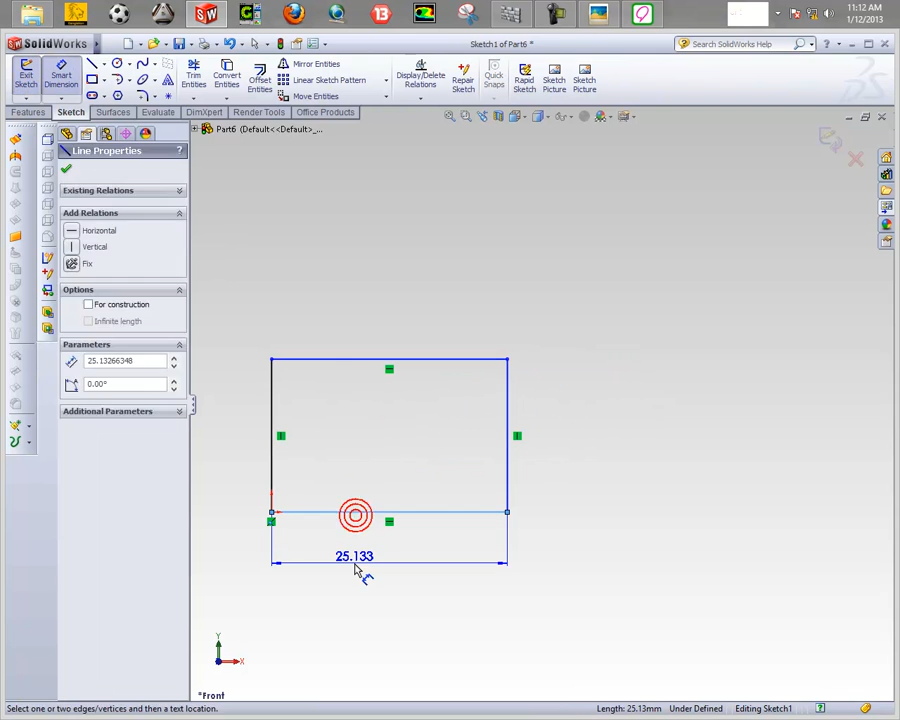 11:12 AM
1/12/2013
SolidWorks
Sketch1 of Part6 *
Search SolidWorks Help
Exit Sketch
Smart Dimension
Trim Entities
Convert Entities
Offset Entities
Mirror Entities
Linear Sketch Pattern
Move Entities
Display/Delete Relations
Repair Sketch
Quick Snaps
Rapid Sketch
Sketch Picture
Sketch Picture
Features
Sketch
Surfaces
Evaluate
DimXpert
Render Tools
Office Products
Part6 (Default<<Default>_...
Line Properties
?
Existing Relations
Add Relations
Horizontal
Vertical
Fix
Options
For construction
Infinite length
Parameters
25.13266348
0.00°
Additional Parameters
25.133
Y
X
*Front
Select one or two edges/vertices and then a text location.
Length: 25.13mm
Under Defined
Editing Sketch1